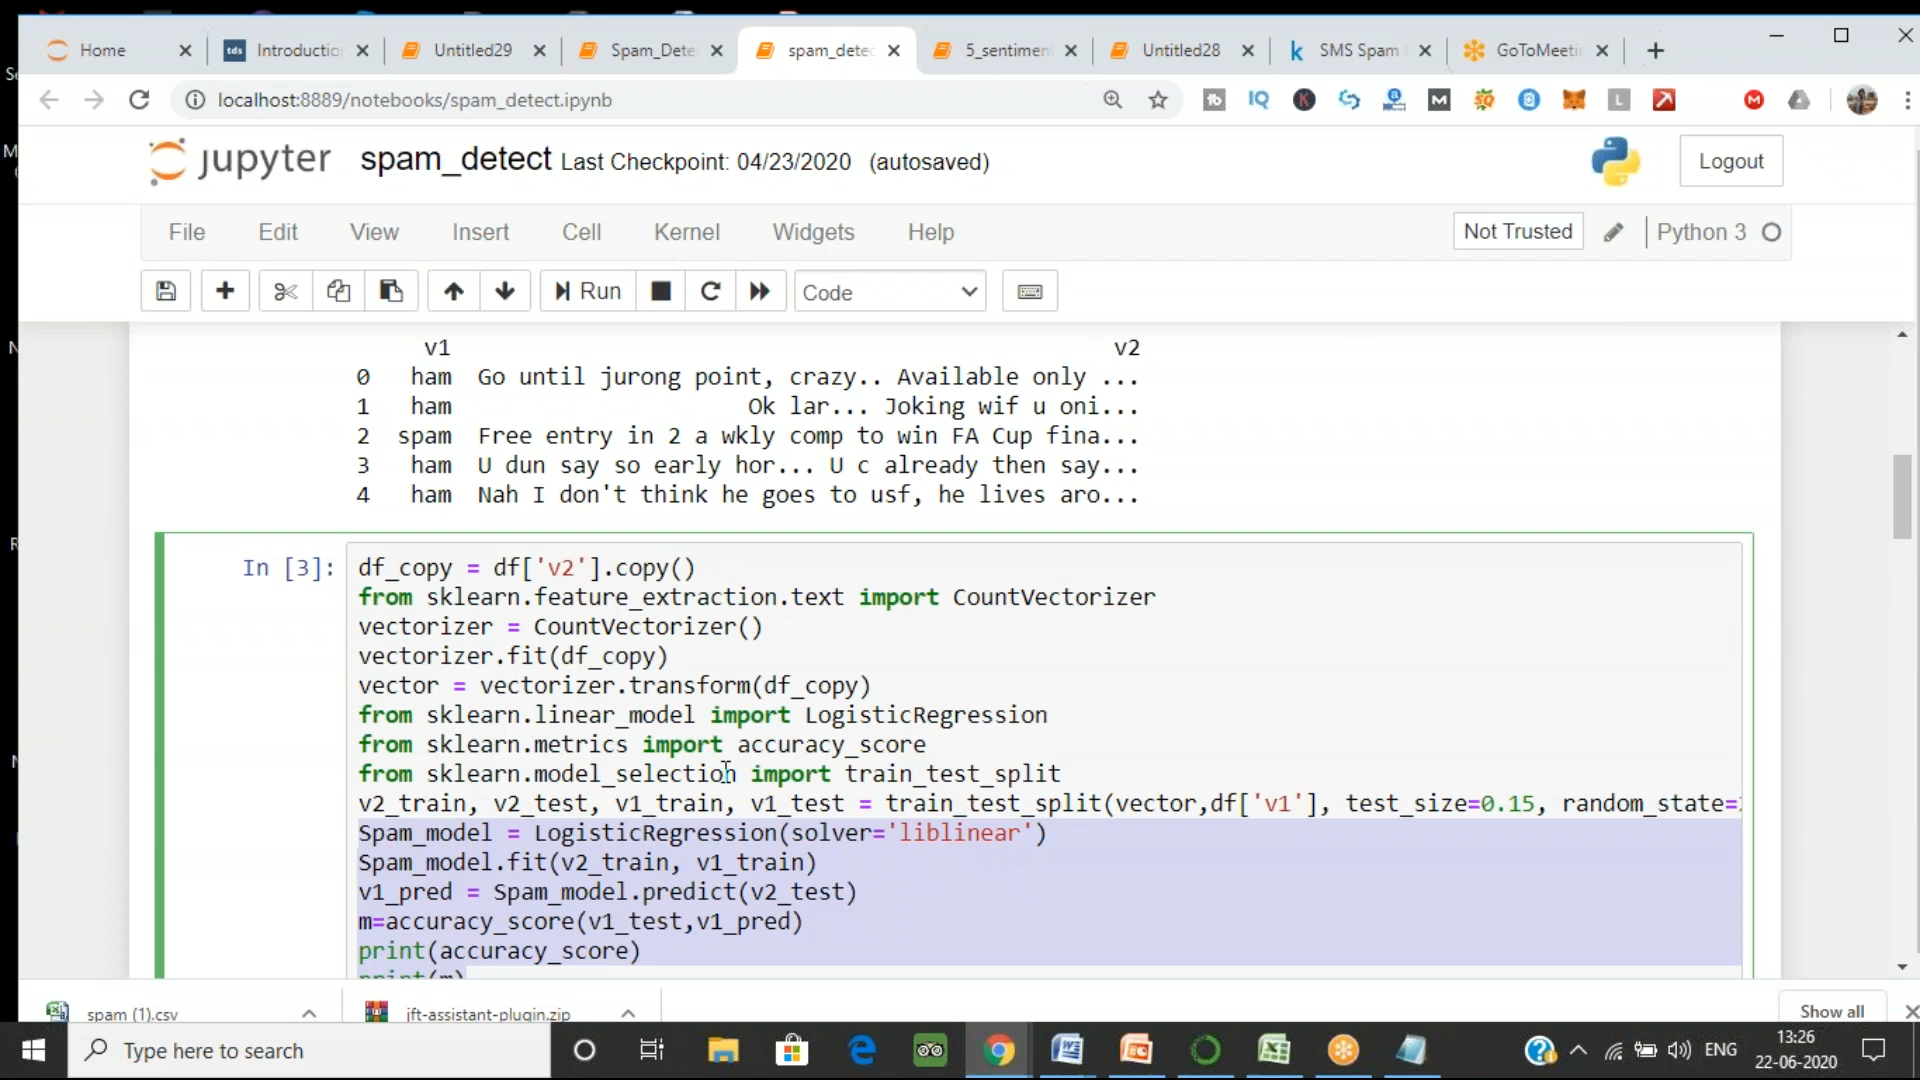 Home
tds Introductio
Untitled29
Spam_Dete
spam_detec
5_sentimen
Untitled28
k SMS Spam
GoToMeeti
localhost:8889/notebooks/spam_detect.ipynb
jupyter spam_detect Last Checkpoint: 04/23/2020 (autosaved)
Logout
File Edit View Insert Cell Kernel Widgets Help
Not Trusted
Python 3
Run
Code
v1 v2
0 ham Go until jurong point, crazy.. Available only ...
1 ham Ok lar... Joking wif u oni...
2 spam Free entry in 2 a wkly comp to win FA Cup fina...
3 ham U dun say so early hor... U c already then say...
4 ham Nah I don't think he goes to usf, he lives aro...
In [3]:
df_copy = df['v2'].copy()
from sklearn.feature_extraction.text import CountVectorizer
vectorizer = CountVectorizer()
vectorizer.fit(df_copy)
vector = vectorizer.transform(df_copy)
from sklearn.linear_model import LogisticRegression
from sklearn.metrics import accuracy_score
from sklearn.model_selection import train_test_split
v2_train, v2_test, v1_train, v1_test = train_test_split(vector,df['v1'], test_size=0.15, random_state=
Spam_model = LogisticRegression(solver='liblinear')
Spam_model.fit(v2_train, v1_train)
v1_pred = Spam_model.predict(v2_test)
m=accuracy_score(v1_test,v1_pred)
print(accuracy_score)
print(m)
spam (1).csv
jft-assistant-plugin.zip
Show all
Type here to search
ENG
13:26
22-06-2020